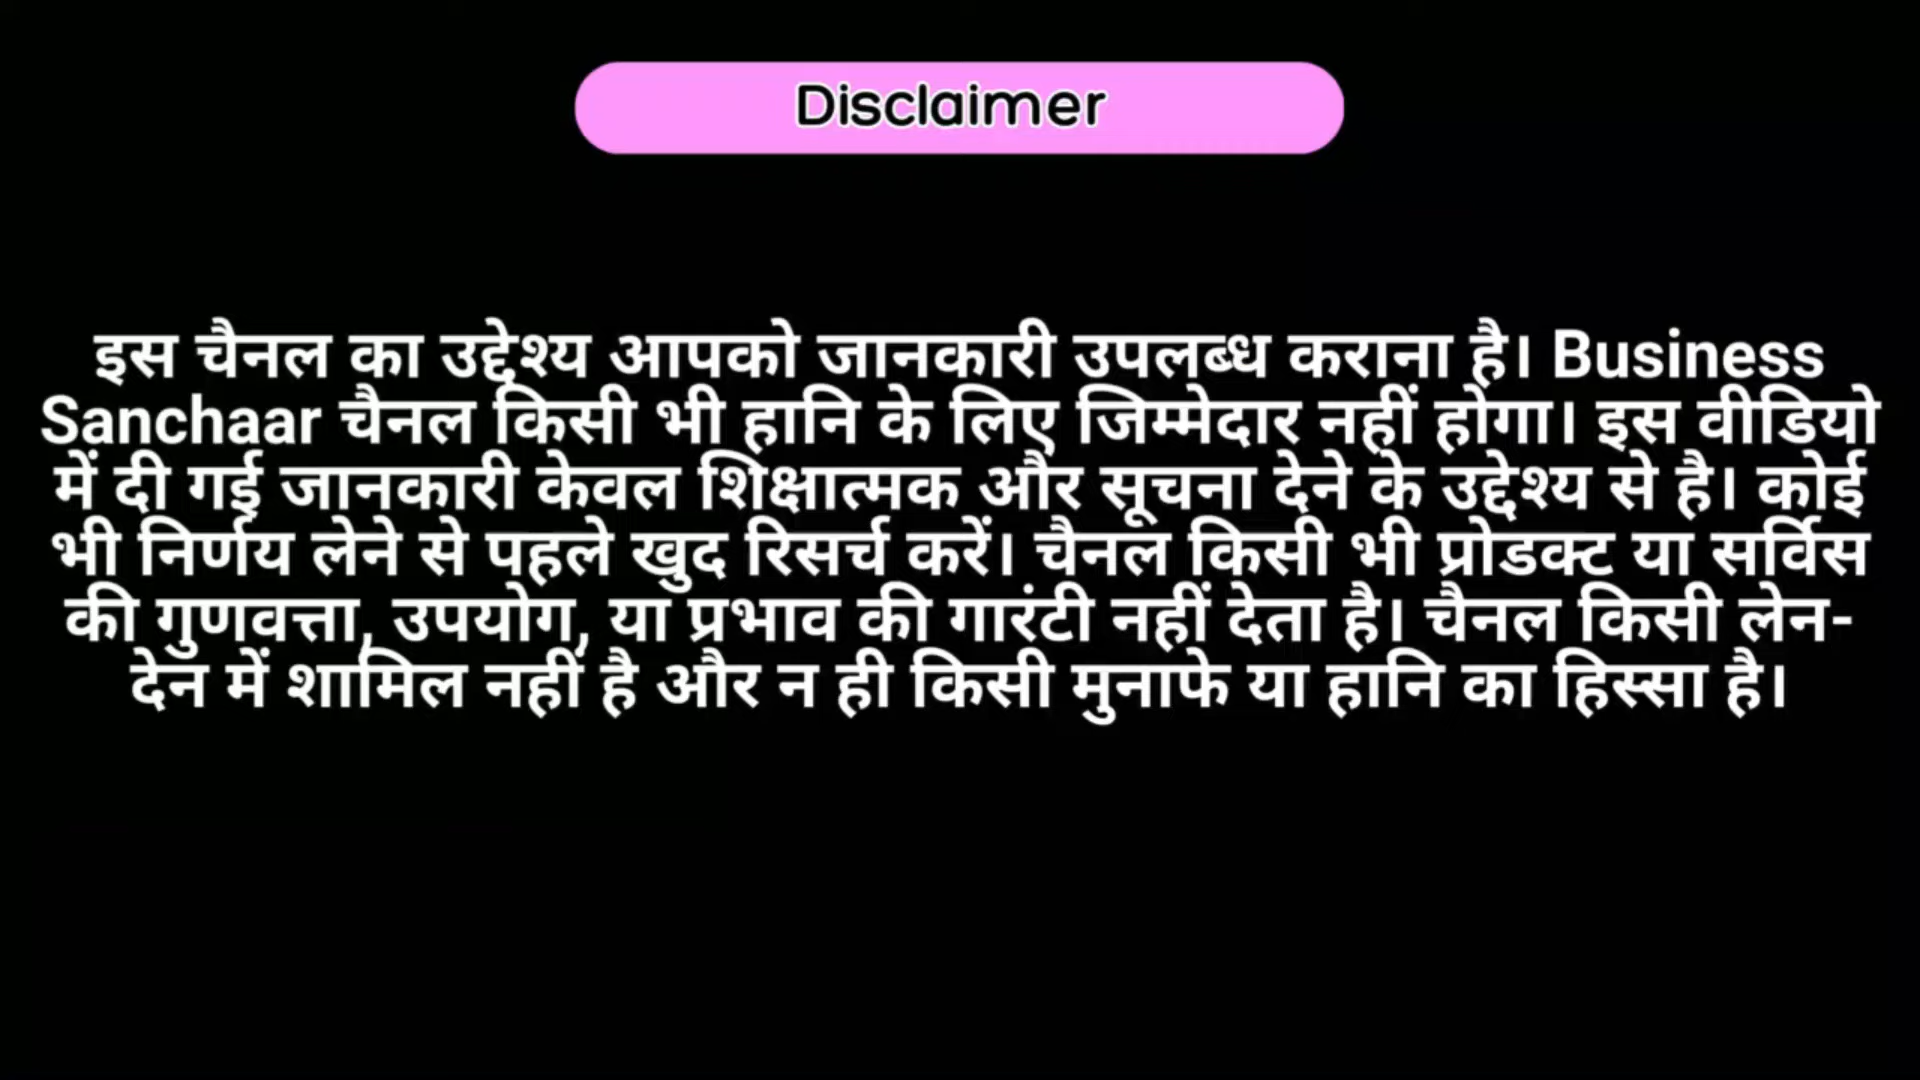 Disclaimer
इस चैनल का उद्देश्य आपको जानकारी उपलब्ध कराना है। Business
Sanchaar चैनल किसी भी हानि के लिए जिम्मेदार नहीं होगा। इस वीडियो
में दी गई जानकारी केवल शिक्षात्मक और सूचना देने के उद्देश्य से है। कोई
भी निर्णय लेने से पहले खुद रिसर्च करें। चैनल किसी भी प्रोडक्ट या सर्विस
की गुणवत्ता, उपयोग, या प्रभाव की गारंटी नहीं देता है। चैनल किसी लेन-
देन में शामिल नहीं है और न ही किसी मुनाफे या हानि का हिस्सा है।